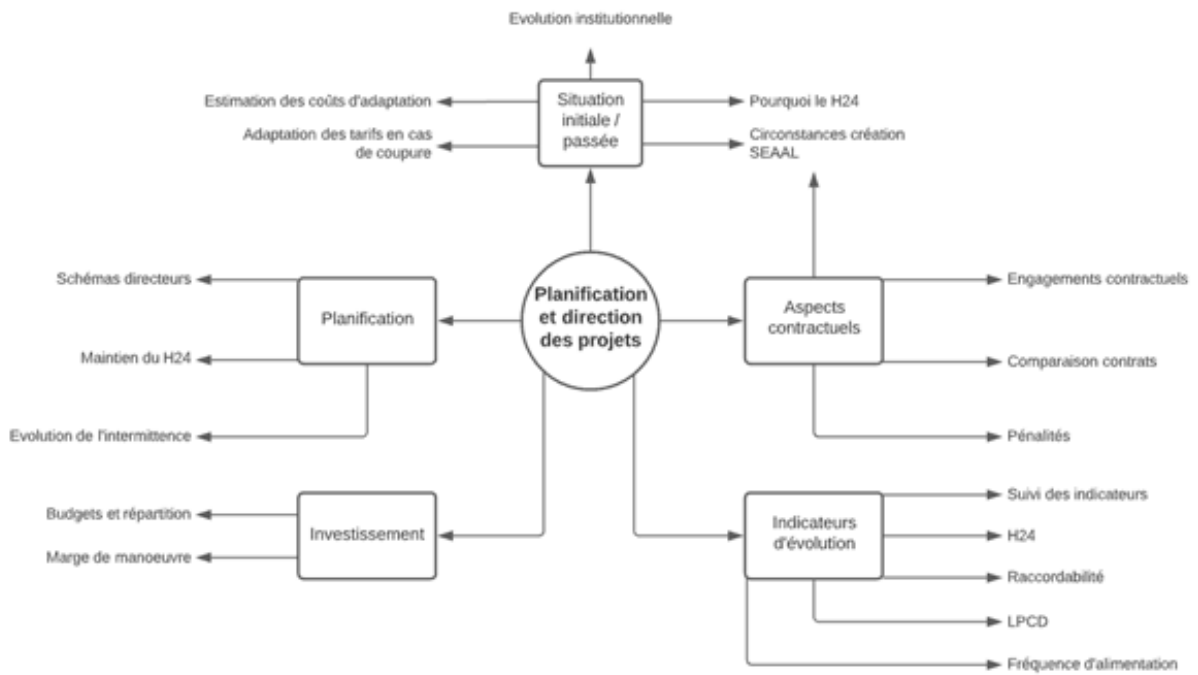 Evolution institutionnelle
Estimation des coûts d'adaptation
Adaptation des tarifs en cas
de coupure
Situation
initiale /
passée
Pourquoi le H24
Circonstances création
SEAAL
Planification
et direction
des projets
Schémas directeurs
Planification
Maintien du H24
Evolution de l'intermittence
Aspects
contractuels
Engagements contractuels
Comparaison contrats
Pénalités
Budgets et répartition
Investissement
Marge de manoeuvre
Indicateurs
d'évolution
Suivi des indicateurs
H24
Raccordabilité
LPCD
Fréquence d'alimentation